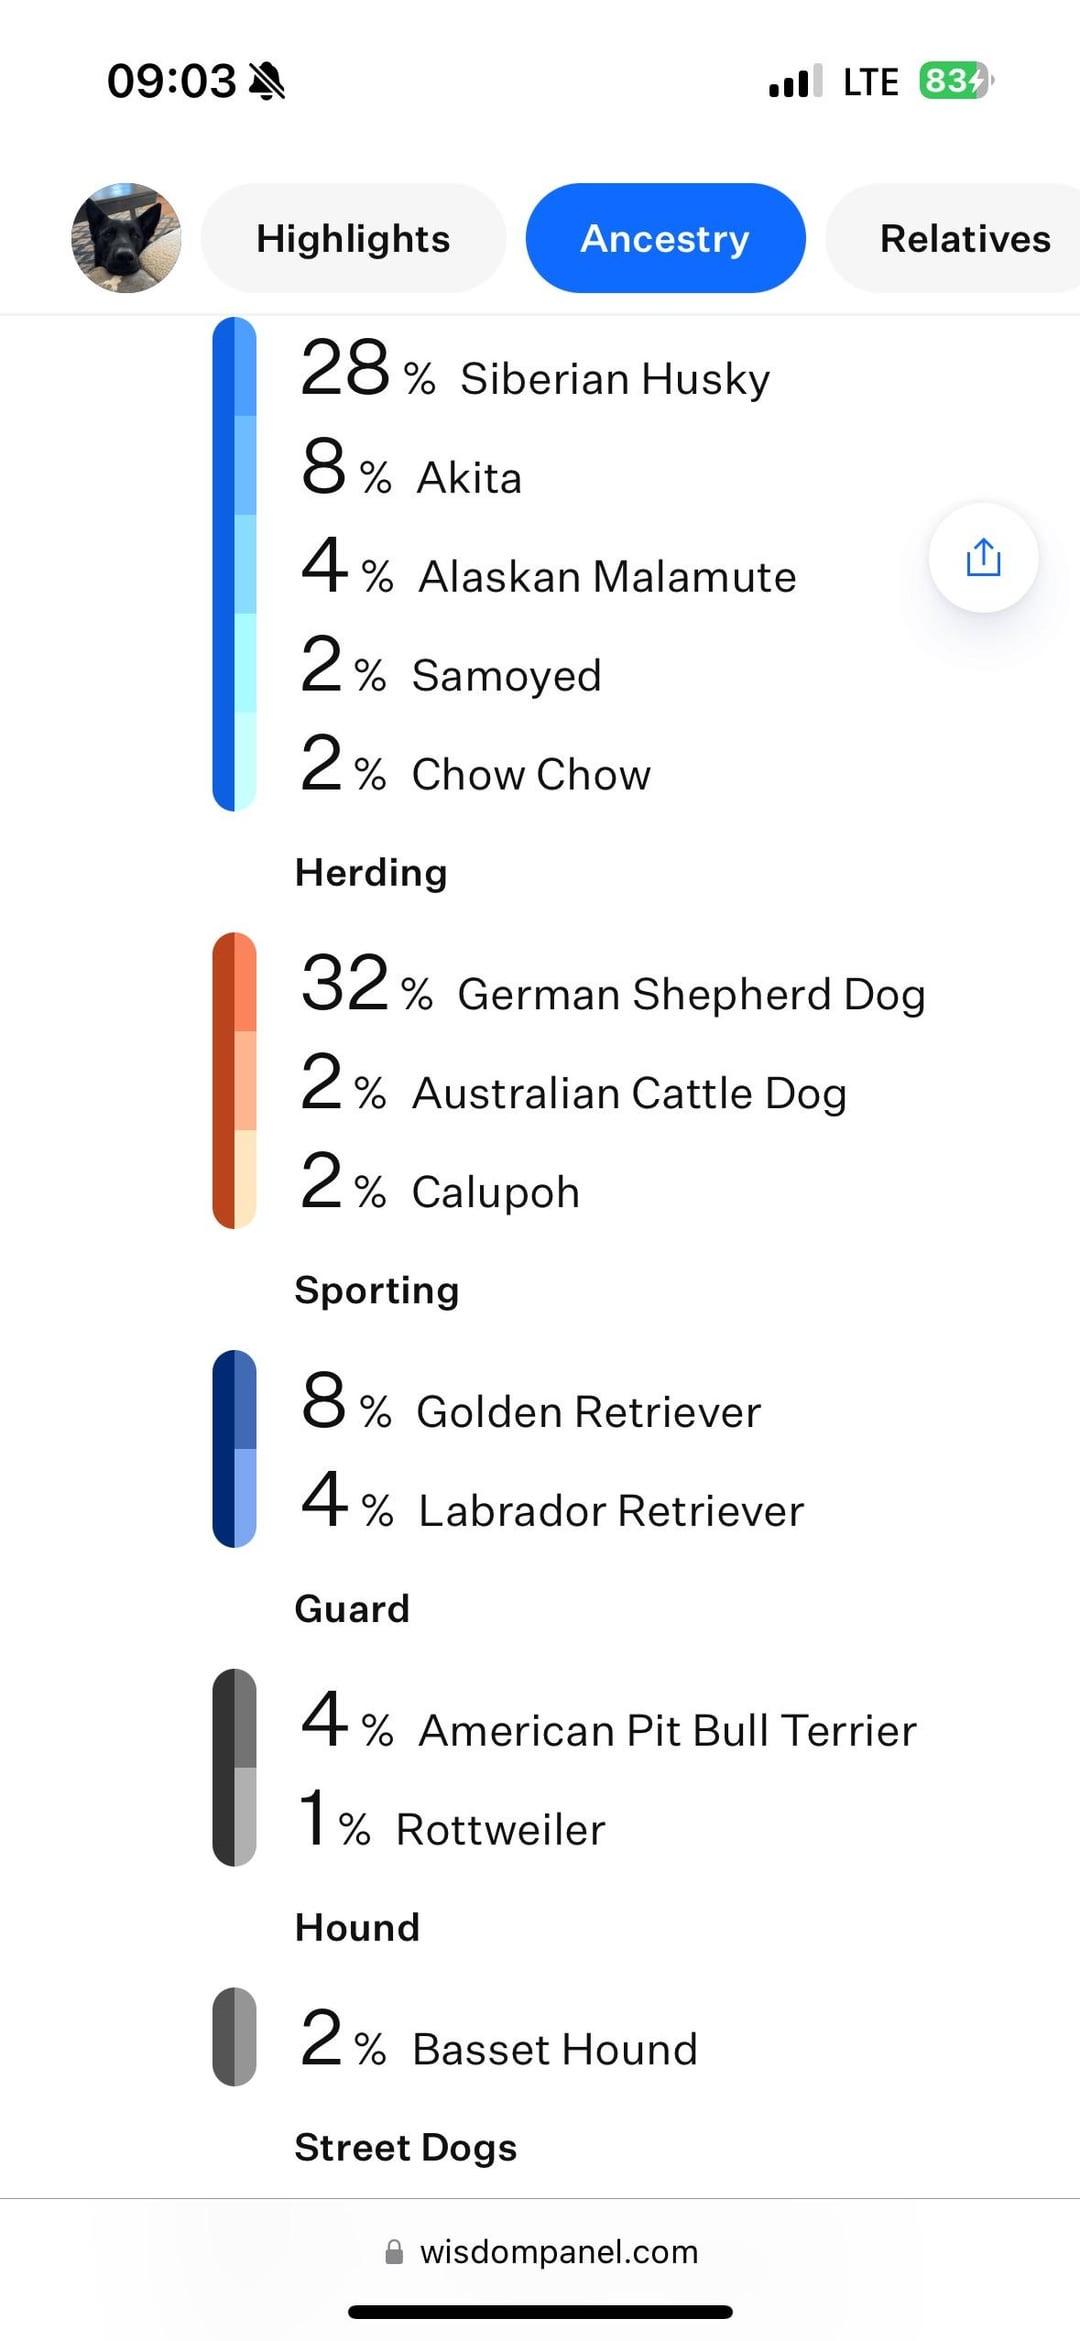 09:03 LTE 83
Highlights Ancestry Relatives
28 % Siberian Husky
8 % Akita
4 % Alaskan Malamute
2 % Samoyed
2 % Chow Chow
Herding
32 % German Shepherd Dog
2 % Australian Cattle Dog
2 % Calupoh
Sporting
8 % Golden Retriever
4 % Labrador Retriever
Guard
4 % American Pit Bull Terrier
1 % Rottweiler
Hound
2 % Basset Hound
Street Dogs
wisdompanel.com